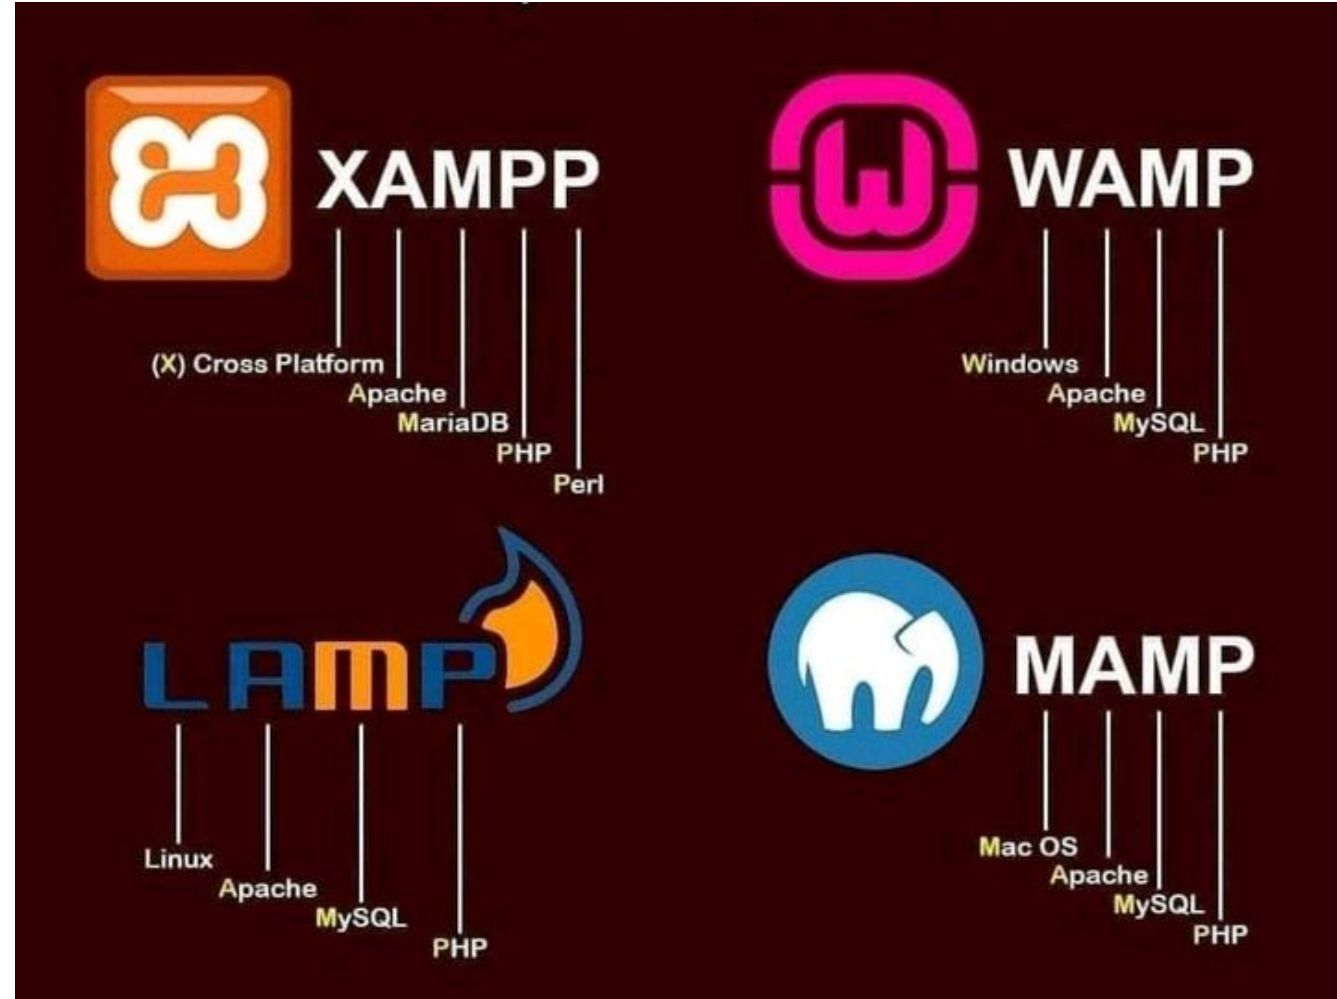 XAMPP
(X) Cross Platform
Apache
MariaDB
PHP
Perl
WAMP
Windows
Apache
MySQL
PHP
LAMP
Linux
Apache
MySQL
PHP
MAMP
Mac OS
Apache
MySQL
PHP